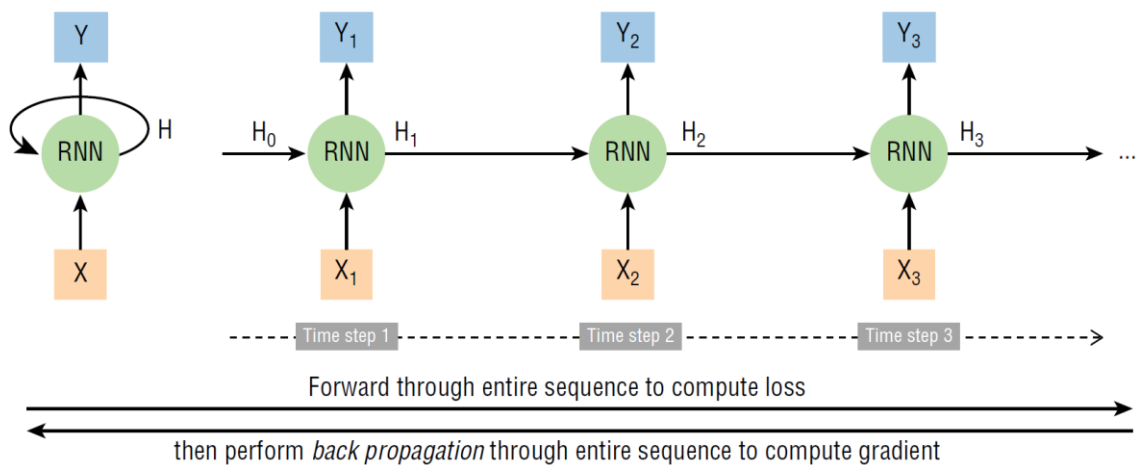 Y Y₁ Y₂ Y₃
H H₀ H₁ H₂ H₃
RNN RNN RNN RNN ...
X X₁ X₂ X₃
Time step 1 Time step 2 Time step 3
Forward through entire sequence to compute loss
then perform back propagation through entire sequence to compute gradient